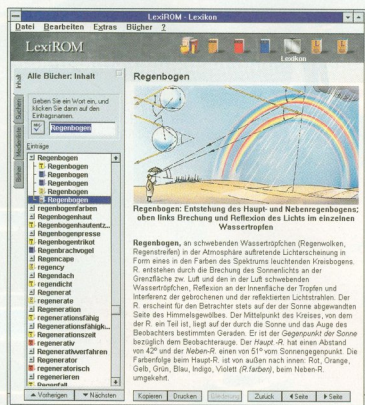 LexiROM - Lexikon
Datei Bearbeiten Extras Bücher ?
LexiROM
Lexikon
Inhalt
Suchen
Medienliste
Alle Bücher: Inhalt
Geben Sie ein Wort ein, und
klicken Sie dann auf den
Eintragsnamen.
Regenbogen
Einträge
Regenbogen
Regenbogen
Regenbogen
Regenbogen
Regenbogen
Regenbogen
regenbogenfarben
Regenbogenhaut
Regenbogenhautentz...
Regenbogenpresse
Regenbogentrikot
Regenbrachvogel
Regencape
regency
Regendach
regendicht
Regenerat
regenerate
Regeneration
regenerationsfähig
Regenerationsfähigk...
Regenerationszeit
regenerativ
Regenerativverfahren
Regenerator
regeneratorisch
regenerieren
Regenfall
Vorherigen Nächsten
Regenbogen
Regenbogen: Entstehung des Haupt- und Nebenregenbogens;
oben links Brechung und Reflexion des Lichts im einzelnen
Wassertropfen
Regenbogen, an schwebenden Wassertröpfchen (Regenwolken,
Regenstreifen) in der Atmosphäre auftretende Lichterscheinung in
Form eines in den Farben des Spektrums leuchtenden Kreisbogens.
R. entstehen durch die Brechung des Sonnenlichts an der
Grenzfläche zw. Luft und den in der Luft schwebenden
Wassertröpfchen, Reflexion an der Innenfläche der Tropfen und
Interferenz der gebrochenen und der reflektierten Lichtstrahlen. Der
R. erscheint für den Betrachter stets auf der der Sonne abgewandten
Seite des Himmelsgewölbes. Der Mittelpunkt des Kreises, von dem
der R. ein Teil ist, liegt auf der durch die Sonne und das Auge des
Beobachters bestimmten Geraden. Er ist der Gegenpunkt der Sonne
bezüglich dem Beobachterauge. Der Haupt-R. hat einen Abstand
von 42° und der Neben-R. einen von 51° vom Sonnengegenpunkt. Die
Farbenfolge beim Haupt-R. ist von außen nach innen: Rot, Orange,
Gelb, Grün, Blau, Indigo, Violett (R.farben), beim Neben-R.
umgekehrt.
Kopieren Drucken Zurück Seite Seite